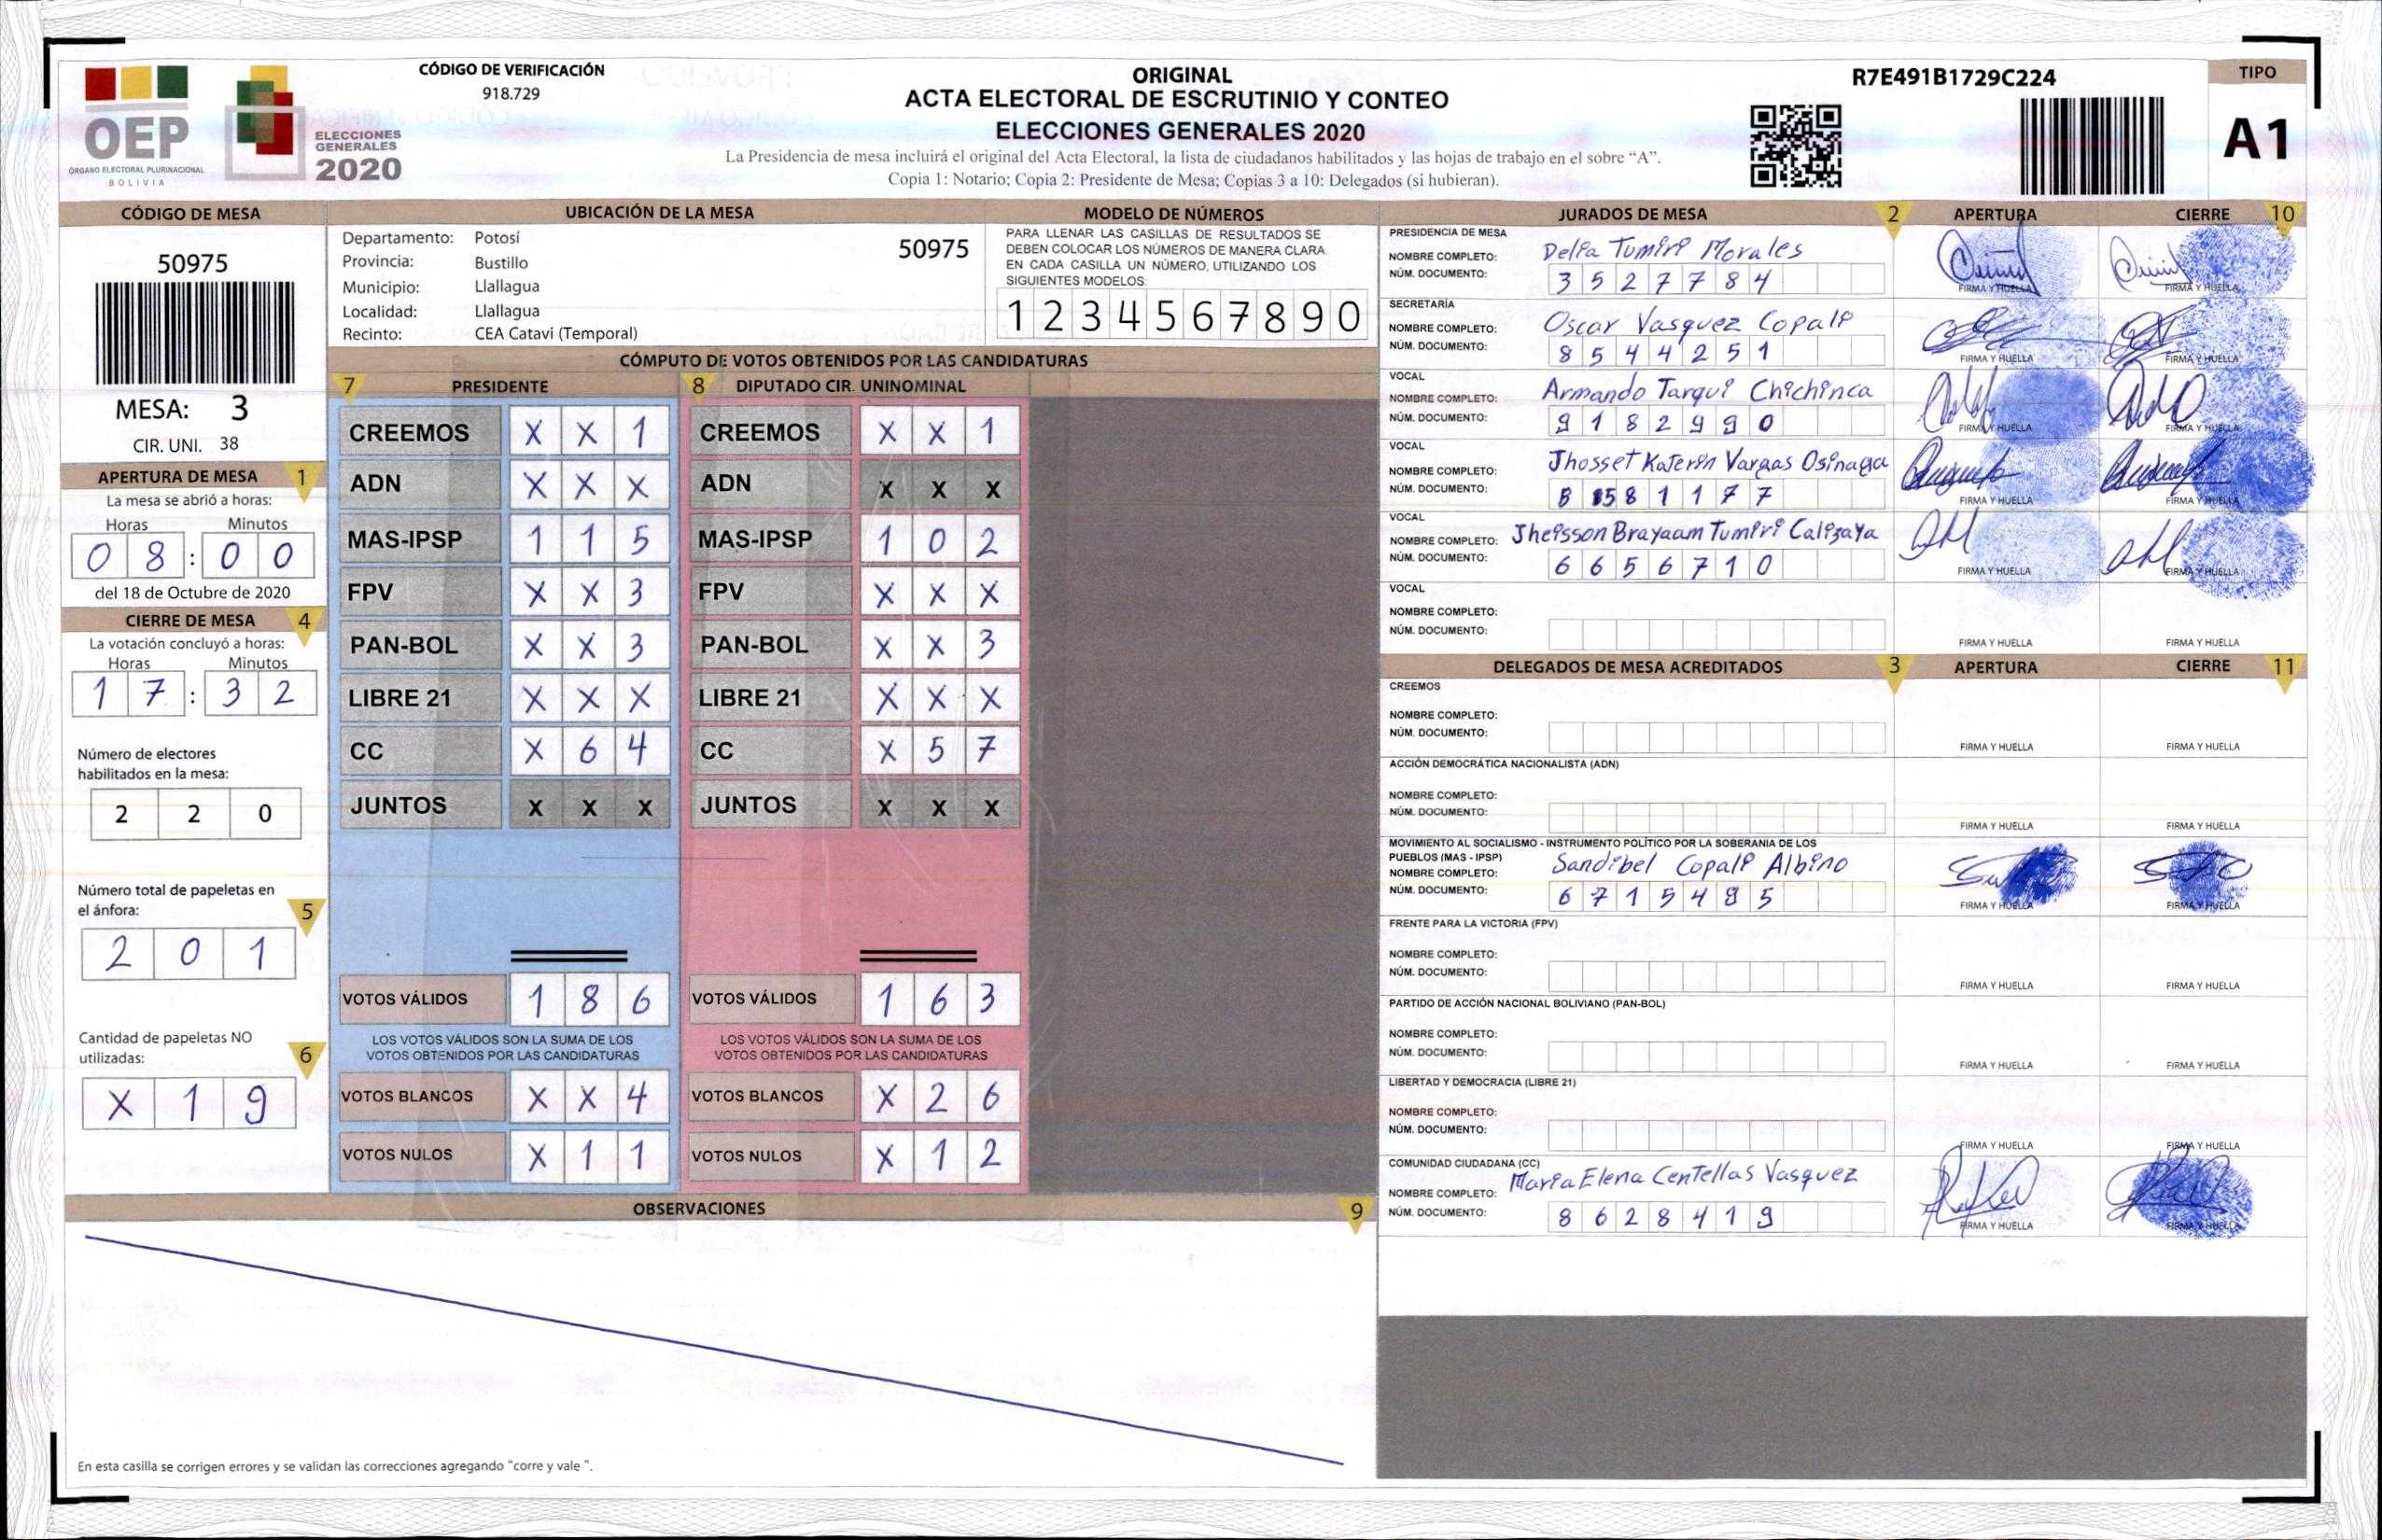 OEP
ÓRGANO ELECTORAL PLURINACIONAL
BOLIVIA
ELECCIONES
GENERALES
2020
CÓDIGO DE VERIFICACIÓN
918.729
ORIGINAL
ACTA ELECTORAL DE ESCRUTINIO Y CONTEO
ELECCIONES GENERALES 2020
La Presidencia de mesa incluirá el original del Acta Electoral, la lista de ciudadanos habilitados y las hojas de trabajo en el sobre “A”.
Copia 1: Notario; Copia 2: Presidente de Mesa; Copias 3 a 10: Delegados (si hubieran).
R7E491B1729C224
TIPO
A1
CÓDIGO DE MESA
50975
MESA: 3
CIR. UNI. 38
APERTURA DE MESA 1
La mesa se abrió a horas:
Horas Minutos
0 8 : 0 0
del 18 de Octubre de 2020
CIERRE DE MESA 4
La votación concluyó a horas:
Horas Minutos
1 7 : 3 2
Número de electores
habilitados en la mesa:
2 2 0
Número total de papeletas en
el ánfora: 5
2 0 1
Cantidad de papeletas NO
utilizadas: 6
X 1 9
UBICACIÓN DE LA MESA
Departamento: Potosí 50975
Provincia: Bustillo
Municipio: Llallagua
Localidad: Llallagua
Recinto: CEA Catavi (Temporal)
MODELO DE NÚMEROS
PARA LLENAR LAS CASILLAS DE RESULTADOS SE
DEBEN COLOCAR LOS NÚMEROS DE MANERA CLARA
EN CADA CASILLA UN NÚMERO, UTILIZANDO LOS
SIGUIENTES MODELOS:
1 2 3 4 5 6 7 8 9 0
CÓMPUTO DE VOTOS OBTENIDOS POR LAS CANDIDATURAS
7 PRESIDENTE
CREEMOS X X 1
ADN X X X
MAS-IPSP 1 1 5
FPV X X 3
PAN-BOL X X 3
LIBRE 21 X X X
CC X 6 4
JUNTOS X X X
VOTOS VÁLIDOS 1 8 6
LOS VOTOS VÁLIDOS SON LA SUMA DE LOS
VOTOS OBTENIDOS POR LAS CANDIDATURAS
VOTOS BLANCOS X X 4
VOTOS NULOS X 1 1
8 DIPUTADO CIR. UNINOMINAL
CREEMOS X X 1
ADN X X X
MAS-IPSP 1 0 2
FPV X X X
PAN-BOL X X 3
LIBRE 21 X X X
CC X 5 7
JUNTOS X X X
VOTOS VÁLIDOS 1 6 3
LOS VOTOS VÁLIDOS SON LA SUMA DE LOS
VOTOS OBTENIDOS POR LAS CANDIDATURAS
VOTOS BLANCOS X 2 6
VOTOS NULOS X 1 2
OBSERVACIONES 9
En esta casilla se corrigen errores y se validan las correcciones agregando “corre y vale ”.
JURADOS DE MESA 2 APERTURA CIERRE 10
PRESIDENCIA DE MESA
NOMBRE COMPLETO: Delia Tumiri Morales
NÚM. DOCUMENTO: 3 5 2 7 7 8 4
FIRMA Y HUELLA FIRMA Y HUELLA
SECRETARÍA
NOMBRE COMPLETO: Oscar Vasquez Copali
NÚM. DOCUMENTO: 8 5 4 4 2 5 1
FIRMA Y HUELLA FIRMA Y HUELLA
VOCAL
NOMBRE COMPLETO: Armando Tarqui Chichinca
NÚM. DOCUMENTO: 9 1 8 2 9 9 0
FIRMA Y HUELLA FIRMA Y HUELLA
VOCAL
NOMBRE COMPLETO: Jhosset Katerin Vargas Osinaga
NÚM. DOCUMENTO: 5 8 1 1 7 7
FIRMA Y HUELLA FIRMA Y HUELLA
VOCAL
NOMBRE COMPLETO: Jheisson Brayaam Tumiri Calizaya
NÚM. DOCUMENTO: 6 6 5 6 7 1 0
FIRMA Y HUELLA FIRMA Y HUELLA
VOCAL
NOMBRE COMPLETO:
NÚM. DOCUMENTO:
FIRMA Y HUELLA FIRMA Y HUELLA
DELEGADOS DE MESA ACREDITADOS 3 APERTURA CIERRE 11
CREEMOS
NOMBRE COMPLETO:
NÚM. DOCUMENTO:
FIRMA Y HUELLA FIRMA Y HUELLA
ACCIÓN DEMOCRÁTICA NACIONALISTA (ADN)
NOMBRE COMPLETO:
NÚM. DOCUMENTO:
FIRMA Y HUELLA FIRMA Y HUELLA
MOVIMIENTO AL SOCIALISMO - INSTRUMENTO POLÍTICO POR LA SOBERANIA DE LOS
PUEBLOS (MAS - IPSP)
NOMBRE COMPLETO: Sandibel Copali Albino
NÚM. DOCUMENTO: 6 7 1 5 4 9 5
FIRMA Y HUELLA FIRMA Y HUELLA
FRENTE PARA LA VICTORIA (FPV)
NOMBRE COMPLETO:
NÚM. DOCUMENTO:
FIRMA Y HUELLA FIRMA Y HUELLA
PARTIDO DE ACCIÓN NACIONAL BOLIVIANO (PAN-BOL)
NOMBRE COMPLETO:
NÚM. DOCUMENTO:
FIRMA Y HUELLA FIRMA Y HUELLA
LIBERTAD Y DEMOCRACIA (LIBRE 21)
NOMBRE COMPLETO:
NÚM. DOCUMENTO:
FIRMA Y HUELLA FIRMA Y HUELLA
COMUNIDAD CIUDADANA (CC)
NOMBRE COMPLETO: Maria Elena Centellas Vasquez
NÚM. DOCUMENTO: 8 6 2 8 4 1 9
FIRMA Y HUELLA FIRMA Y HUELLA